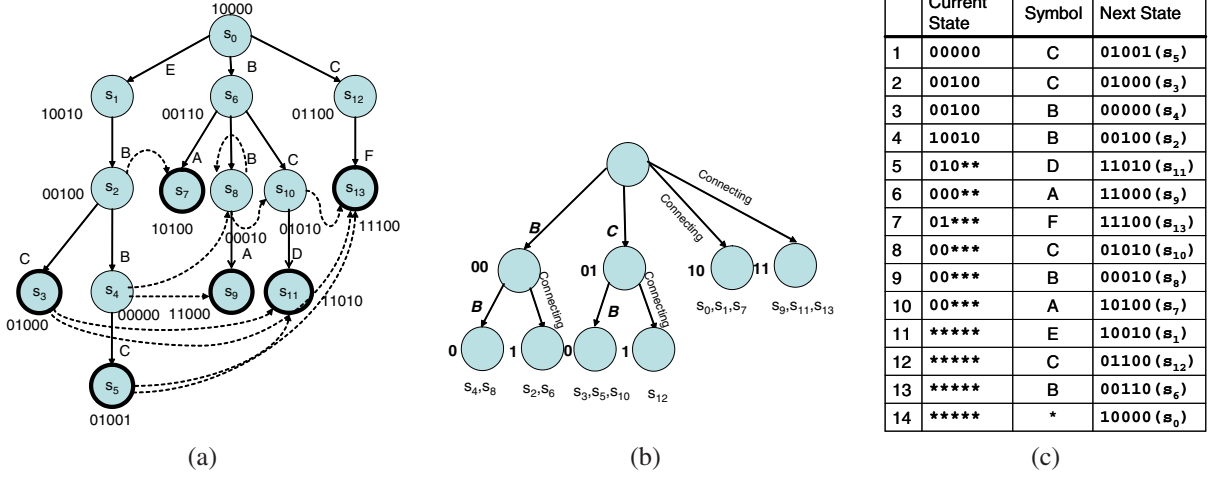 10000
s0
E
B
C
s1
s6
s12
10010
00110
01100
B
A
B
C
F
s2
s7
s8
s10
s13
00100
10100
00010
01010
11100
C
B
A
D
s3
s4
s9
s11
01000
00000
11000
11010
C
s5
01001
(a)
B
C
Connecting
Connecting
00
01
10
11
B
Connecting
B
Connecting
s0,s1,s7
s9,s11,s13
0
1
0
1
s4,s8
s2,s6
s3,s5,s10
s12
(b)
Current State
Symbol
Next State
1 00000 C 01001(s5)
2 00100 C 01000(s3)
3 00100 B 00000(s4)
4 10010 B 00100(s2)
5 010** D 11010(s11)
6 000** A 11000(s9)
7 01*** F 11100(s13)
8 00*** C 01010(s10)
9 00*** B 00010(s8)
10 00*** A 10100(s7)
11 ***** E 10010(s1)
12 ***** C 01100(s12)
13 ***** B 00110(s6)
14 ***** * 10000(s0)
(c)